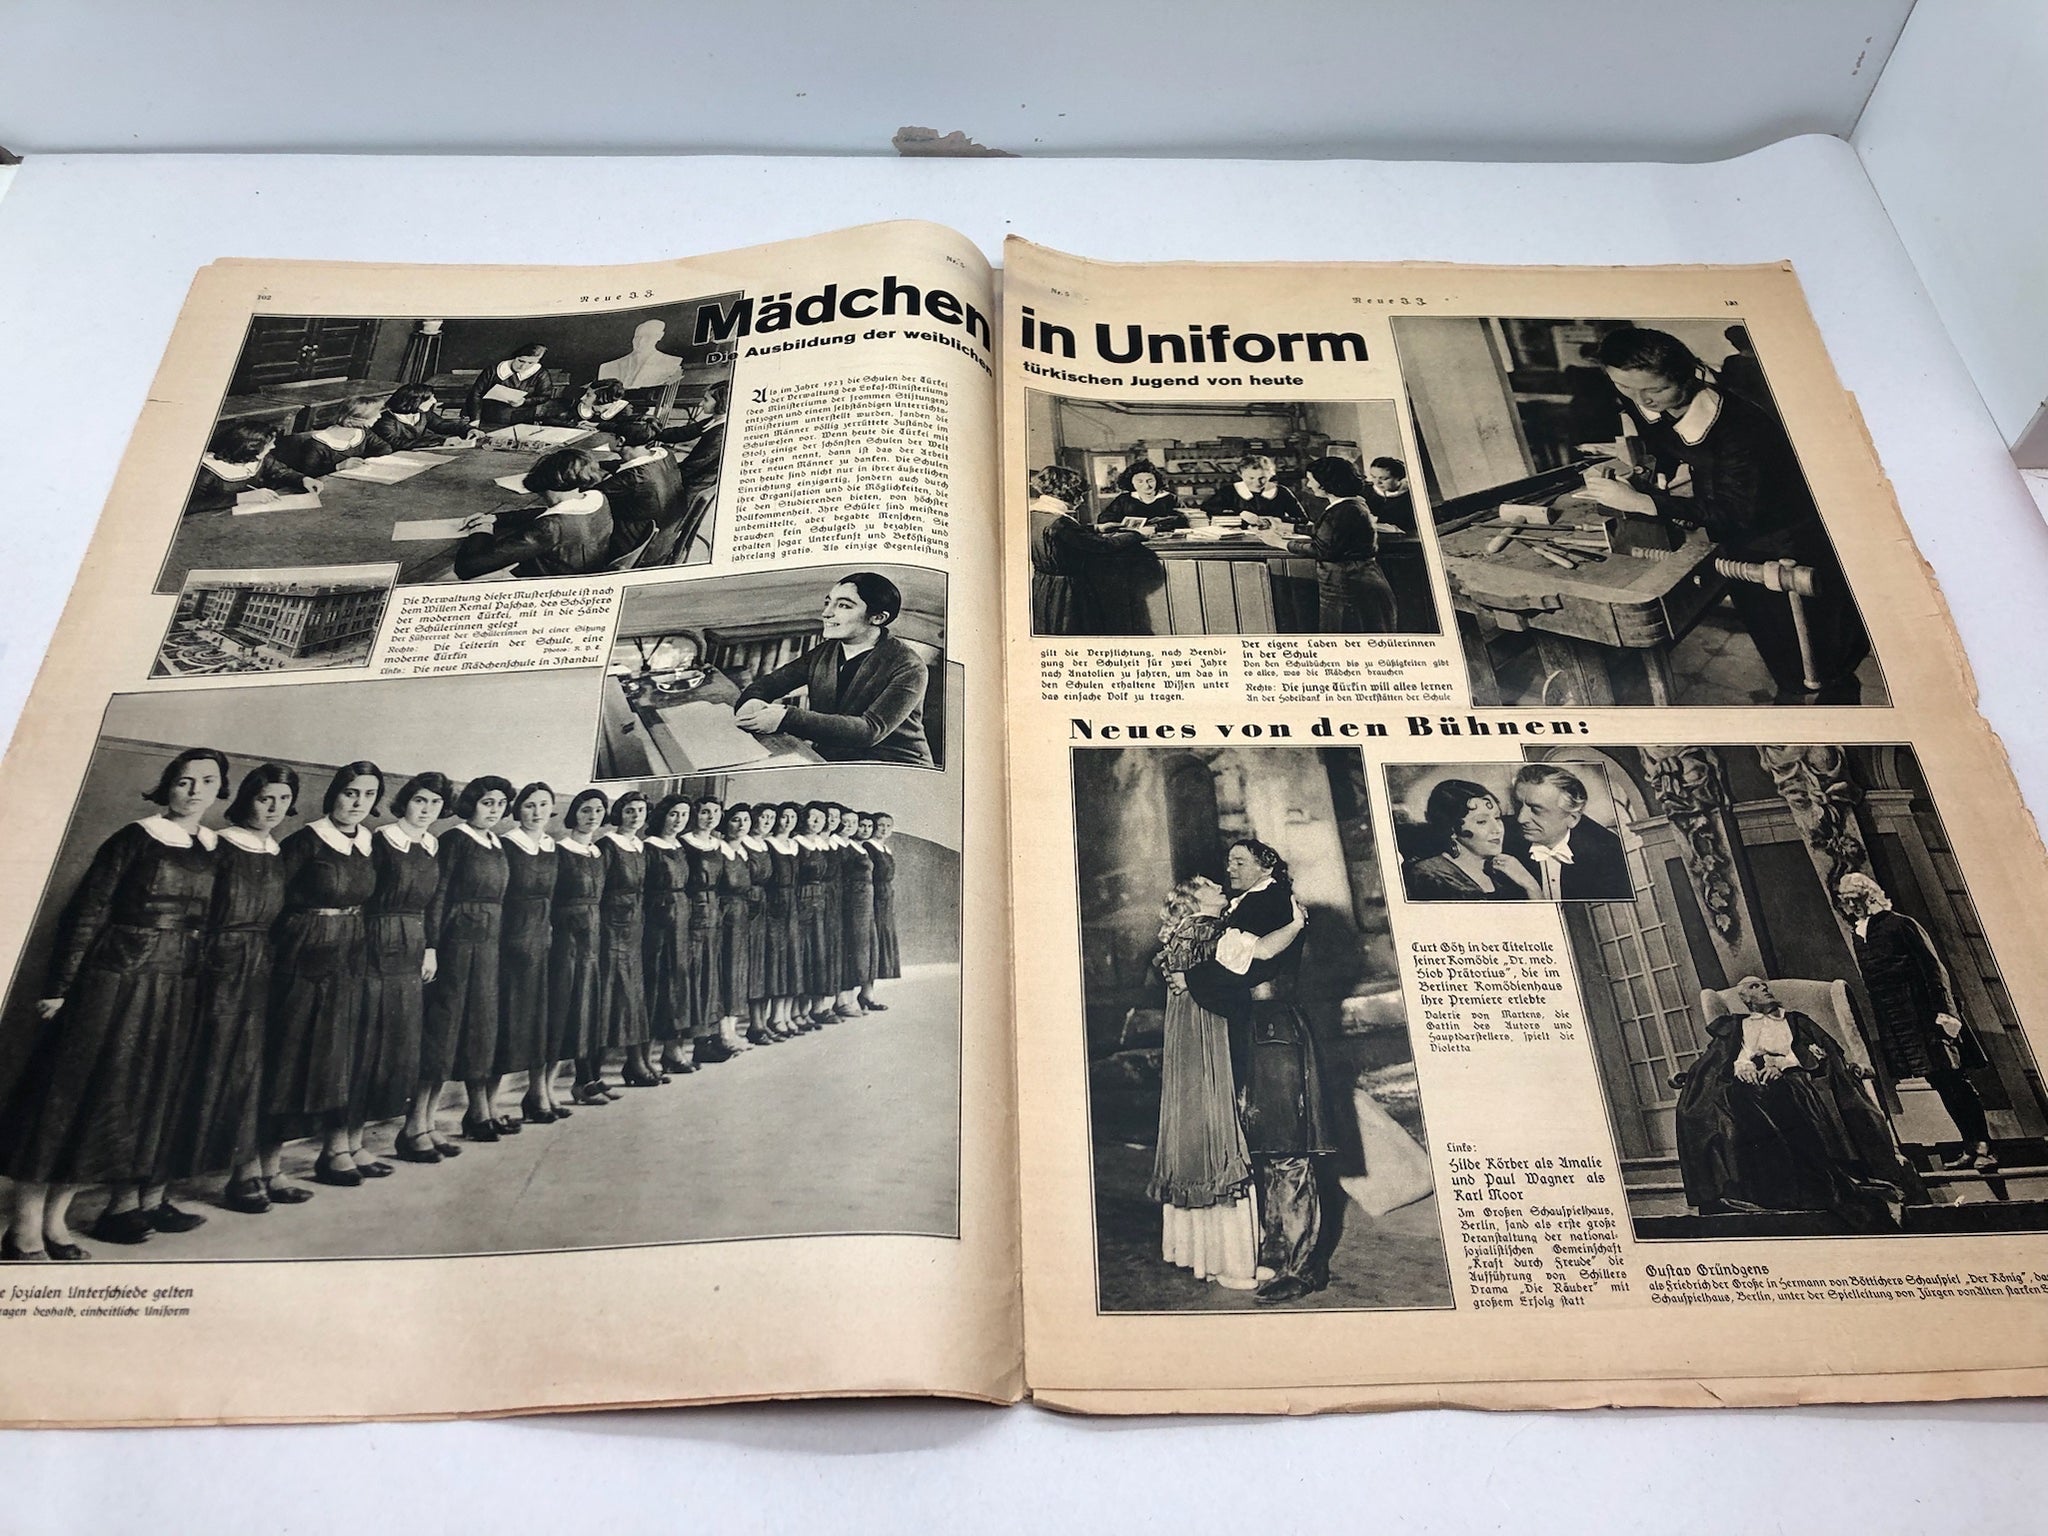 102
Neue J. Z.
Nr. 5
Mädchen
Die Ausbildung der weiblichen
Als im Jahre 1923 die Schulen der Türkei
der Verwaltung des Evkaf-Ministeriums
(des Ministeriums der frommen Stiftungen)
entzogen und einem selbständigen Unterrichts-
ministerium unterstellt wurden, fanden die
neuen Männer völlig zerrüttete Zustände im
Schulwesen vor. Wenn heute die Türkei mit
Stolz einige der schönsten Schulen der Welt
ihr eigen nennt, dann ist das der Arbeit
ihrer neuen Männer zu danken. Die Schulen
von heute sind nicht nur in ihrer äußerlichen
Einrichtung einzigartig, sondern auch durch
ihre Organisation und die Möglichkeiten, die
sie den Studierenden bieten, von höchster
Vollkommenheit. Ihre Schüler sind meistens
unbemittelte, aber begabte Menschen. Sie
brauchen kein Schulgeld zu bezahlen und
erhalten sogar Unterkunft und Beköstigung
jahrelang gratis. Als einzige Gegenleistung
Die Verwaltung dieser Musterschule ist nach
dem Willen Kemal Paschas, des Schöpfers
der modernen Türkei, mit in die Hände
der Schülerinnen gelegt
Der Führerrat der Schülerinnen bei einer Sitzung
Rechts: Die Leiterin der Schule, eine
moderne Türkin
Photos: R. D. E.
Links: Die neue Mädchenschule in Istanbul
e sozialen Unterschiede gelten
ragen deshalb, einheitliche Uniform
Nr. 5
Neue J. Z.
103
in Uniform
türkischen Jugend von heute
gilt die Verpflichtung, nach Beendi-
gung der Schulzeit für zwei Jahre
nach Anatolien zu fahren, um das in
den Schulen erhaltene Wissen unter
das einfache Volk zu tragen.
Der eigene Laden der Schülerinnen
in der Schule
Von den Schulbüchern bis zu Süßigkeiten gibt
es alles, was die Mädchen brauchen
Rechts: Die junge Türkin will alles lernen
An der Hobelbank in den Werkstätten der Schule
Neues von den Bühnen:
Curt Götz in der Titelrolle
seiner Komödie „Dr. med.
Hiob Prätorius“, die im
Berliner Komödienhaus
ihre Premiere erlebte
Valerie von Martens, die
Gattin des Autors und
Hauptdarstellers, spielt die
Violetta
Links:
Hilde Körber als Amalie
und Paul Wagner als
Karl Moor
Im Großen Schauspielhaus,
Berlin, fand als erste große
Veranstaltung der national-
sozialistischen Gemeinschaft
„Kraft durch Freude“ die
Aufführung von Schillers
Drama „Die Räuber“ mit
großem Erfolg statt
Gustav Gründgens
als Friedrich der Große in Hermann von Böttichers Schauspiel „Der König“, da
Schauspielhaus, Berlin, unter der Spielleitung von Jürgen von Alten starken